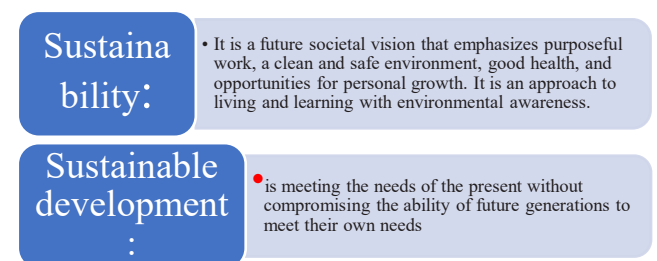 Sustaina
bility:
• It is a future societal vision that emphasizes purposeful
work, a clean and safe environment, good health, and
opportunities for personal growth. It is an approach to
living and learning with environmental awareness.
Sustainable
development
:
•is meeting the needs of the present without
compromising the ability of future generations to
meet their own needs